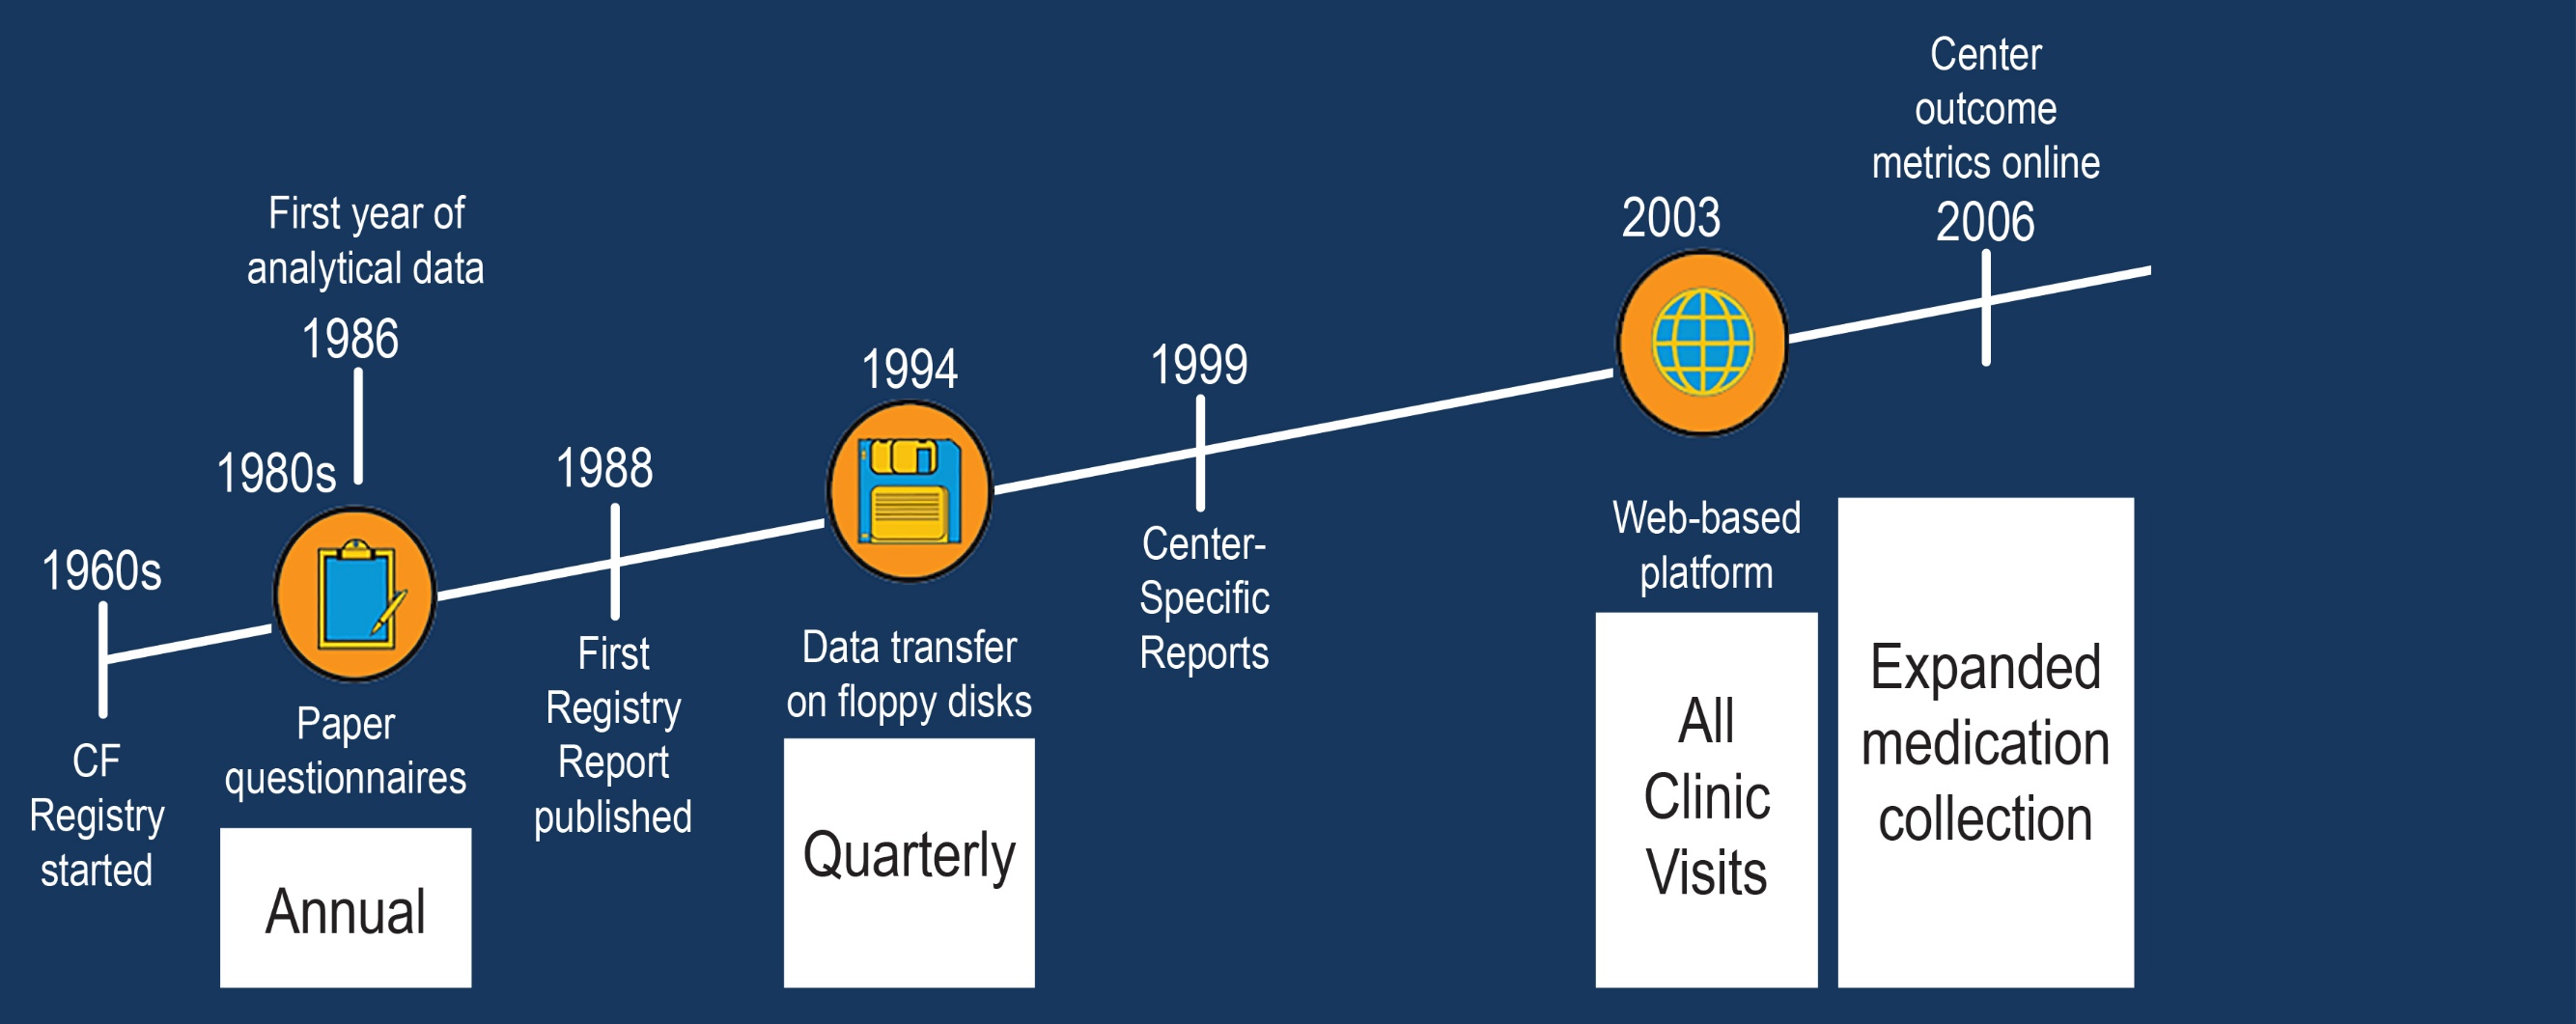 1960s
CF
Registry
started
First year of
analytical data
1986
1980s
Paper
questionnaires
Annual
1988
First
Registry
Report
published
1994
Data transfer
on floppy disks
Quarterly
1999
Center-
Specific
Reports
2003
Web-based
platform
All
Clinic
Visits
Center
outcome
metrics online
2006
Expanded
medication
collection